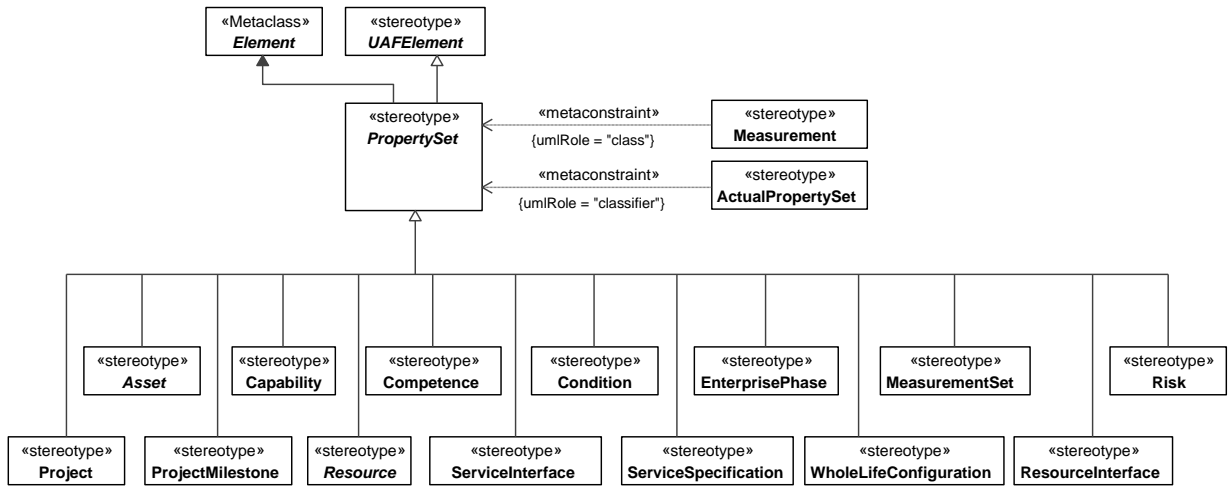 «Metaclass»
Element
«stereotype»
UAFElement
«stereotype»
PropertySet
«metaconstraint»
{umlRole = "class"}
«stereotype»
Measurement
«metaconstraint»
{umlRole = "classifier"}
«stereotype»
ActualPropertySet
«stereotype»
Asset
«stereotype»
Capability
«stereotype»
Competence
«stereotype»
Condition
«stereotype»
EnterprisePhase
«stereotype»
MeasurementSet
«stereotype»
Risk
«stereotype»
Project
«stereotype»
ProjectMilestone
«stereotype»
Resource
«stereotype»
ServiceInterface
«stereotype»
ServiceSpecification
«stereotype»
WholeLifeConfiguration
«stereotype»
ResourceInterface